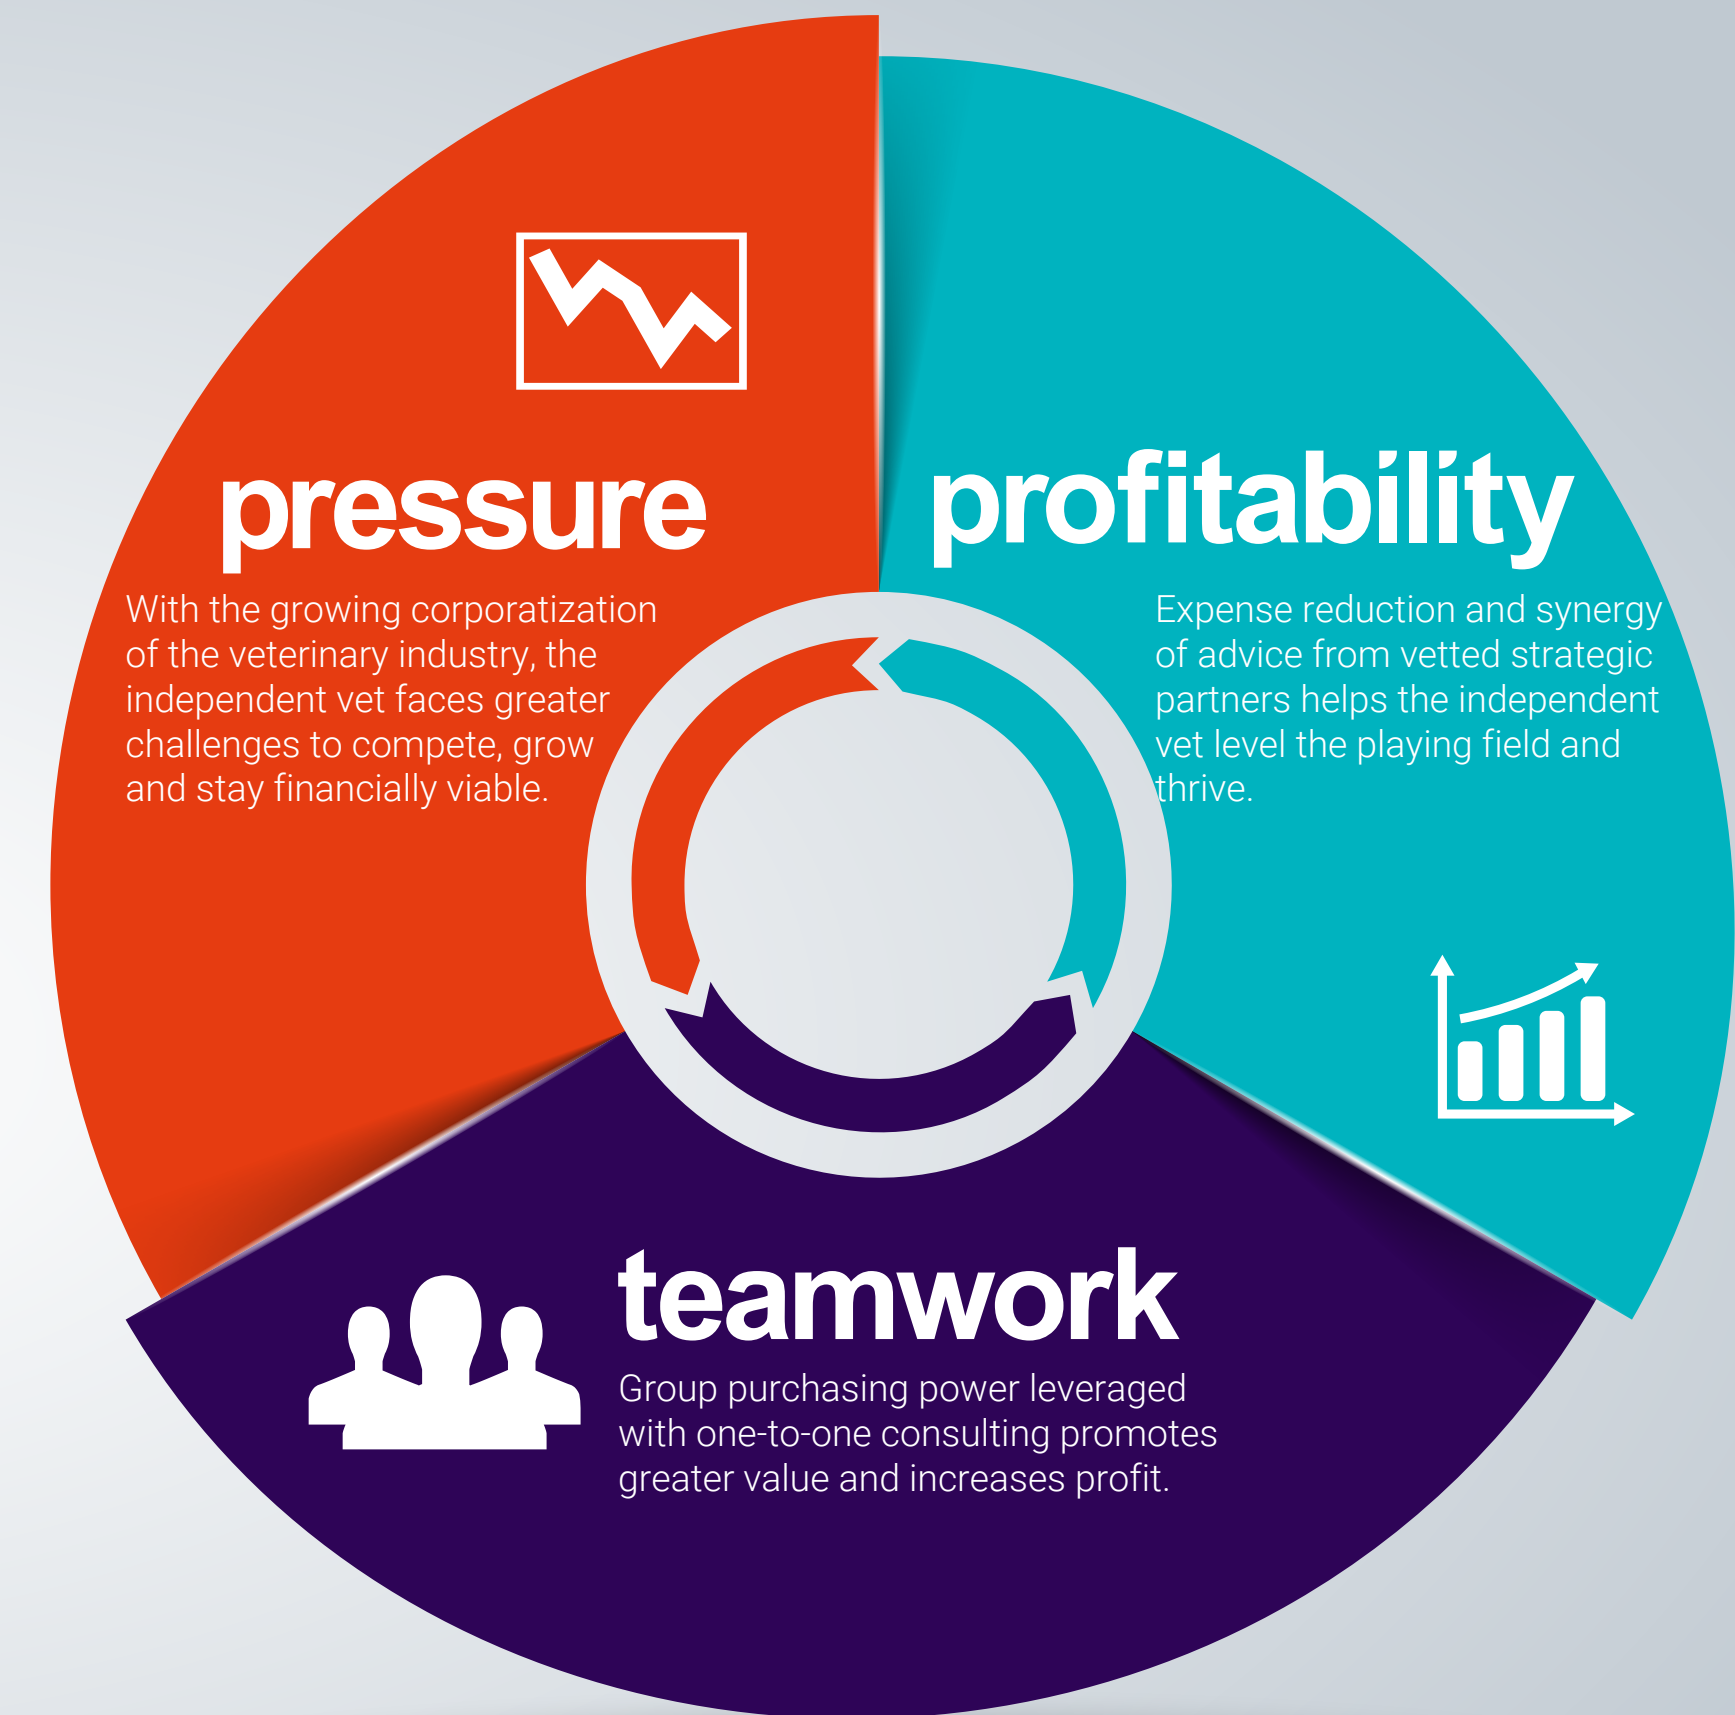 pressure
With the growing corporatization
of the veterinary industry, the
independent vet faces greater
challenges to compete, grow
and stay financially viable.
profitability
Expense reduction and synergy
of advice from vetted strategic
partners helps the independent
vet level the playing field and
thrive.
teamwork
Group purchasing power leveraged
with one-to-one consulting promotes
greater value and increases profit.